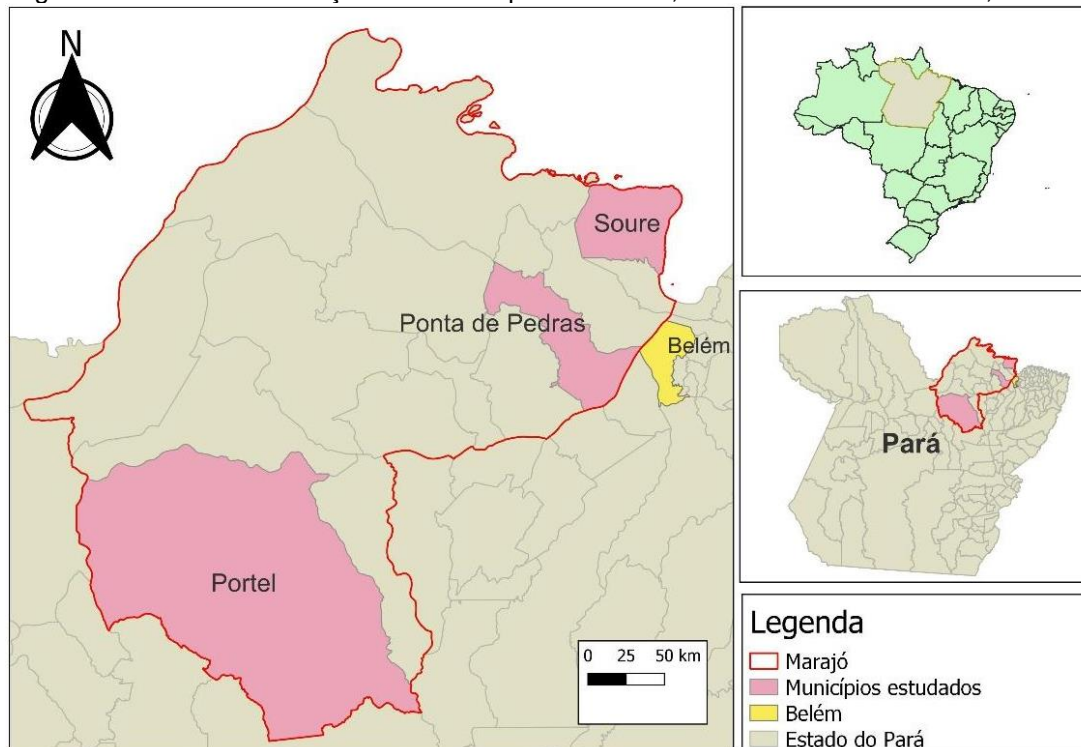 N
Soure
Ponta de Pedras
Belém
Portel
0 25 50 km
Pará
Legenda
Marajó
Municípios estudados
Belém
Estado do Pará